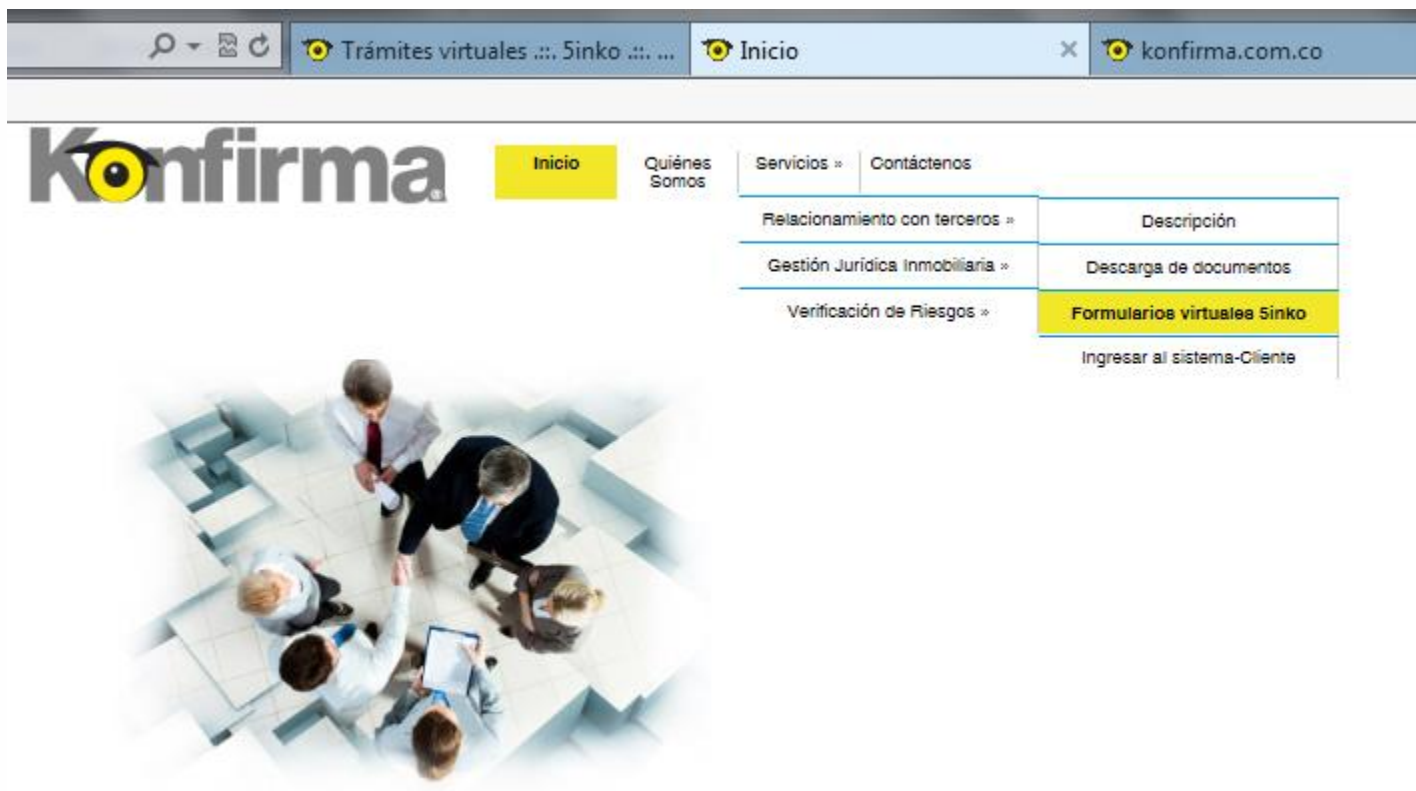 Trámites virtuales .::. 5inko .::. ...
Inicio
konfirma.com.co
Konfirma
Inicio
Quiénes
Somos
Servicios »
Contáctenos
Relacionamiento con terceros »
Descripción
Gestión Jurídica Inmobiliaria »
Descarga de documentos
Verificación de Riesgos »
Formularios virtuales 5inko
Ingresar al sistema-Cliente